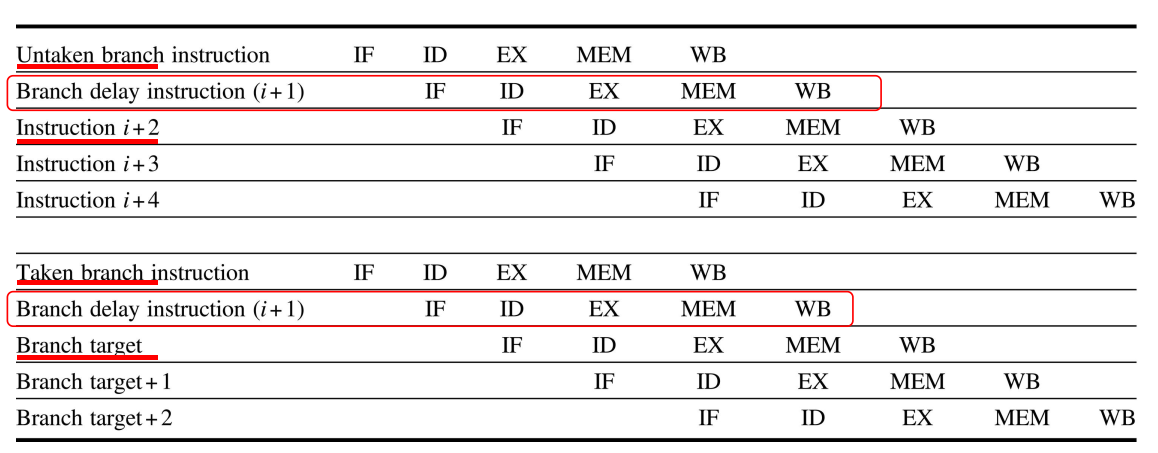 Untaken branch instruction IF ID EX MEM WB
Branch delay instruction (i+1) IF ID EX MEM WB
Instruction i+2 IF ID EX MEM WB
Instruction i+3 IF ID EX MEM WB
Instruction i+4 IF ID EX MEM WB
Taken branch instruction IF ID EX MEM WB
Branch delay instruction (i+1) IF ID EX MEM WB
Branch target IF ID EX MEM WB
Branch target+1 IF ID EX MEM WB
Branch target+2 IF ID EX MEM WB